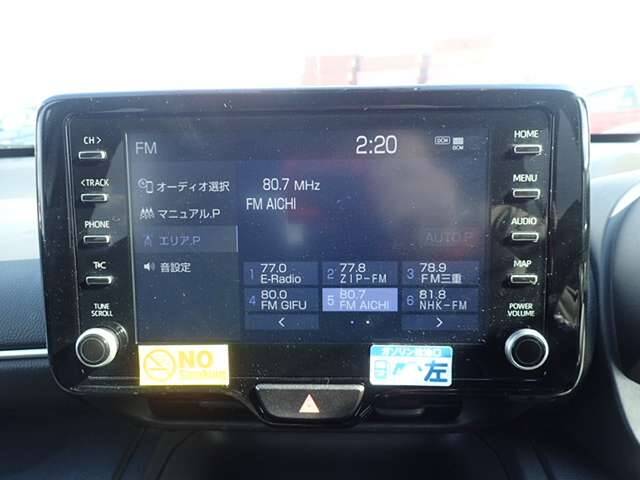 CH >
< TRACK
PHONE
T&C
TUNE
SCROLL
FM
2:20
DCM
オーディオ選択
マニュアル.P
エリア.P
音設定
80.7 MHz
FM AICHI
AUTO.P
1 77.0 E-Radio
2 77.8 ZIP-FM
3 78.9 FM三重
4 80.0 FM GIFU
5 80.7 FM AICHI
6 81.8 NHK-FM
<
>
HOME
MENU
AUDIO
MAP
POWER
VOLUME
NO
Smoking
左